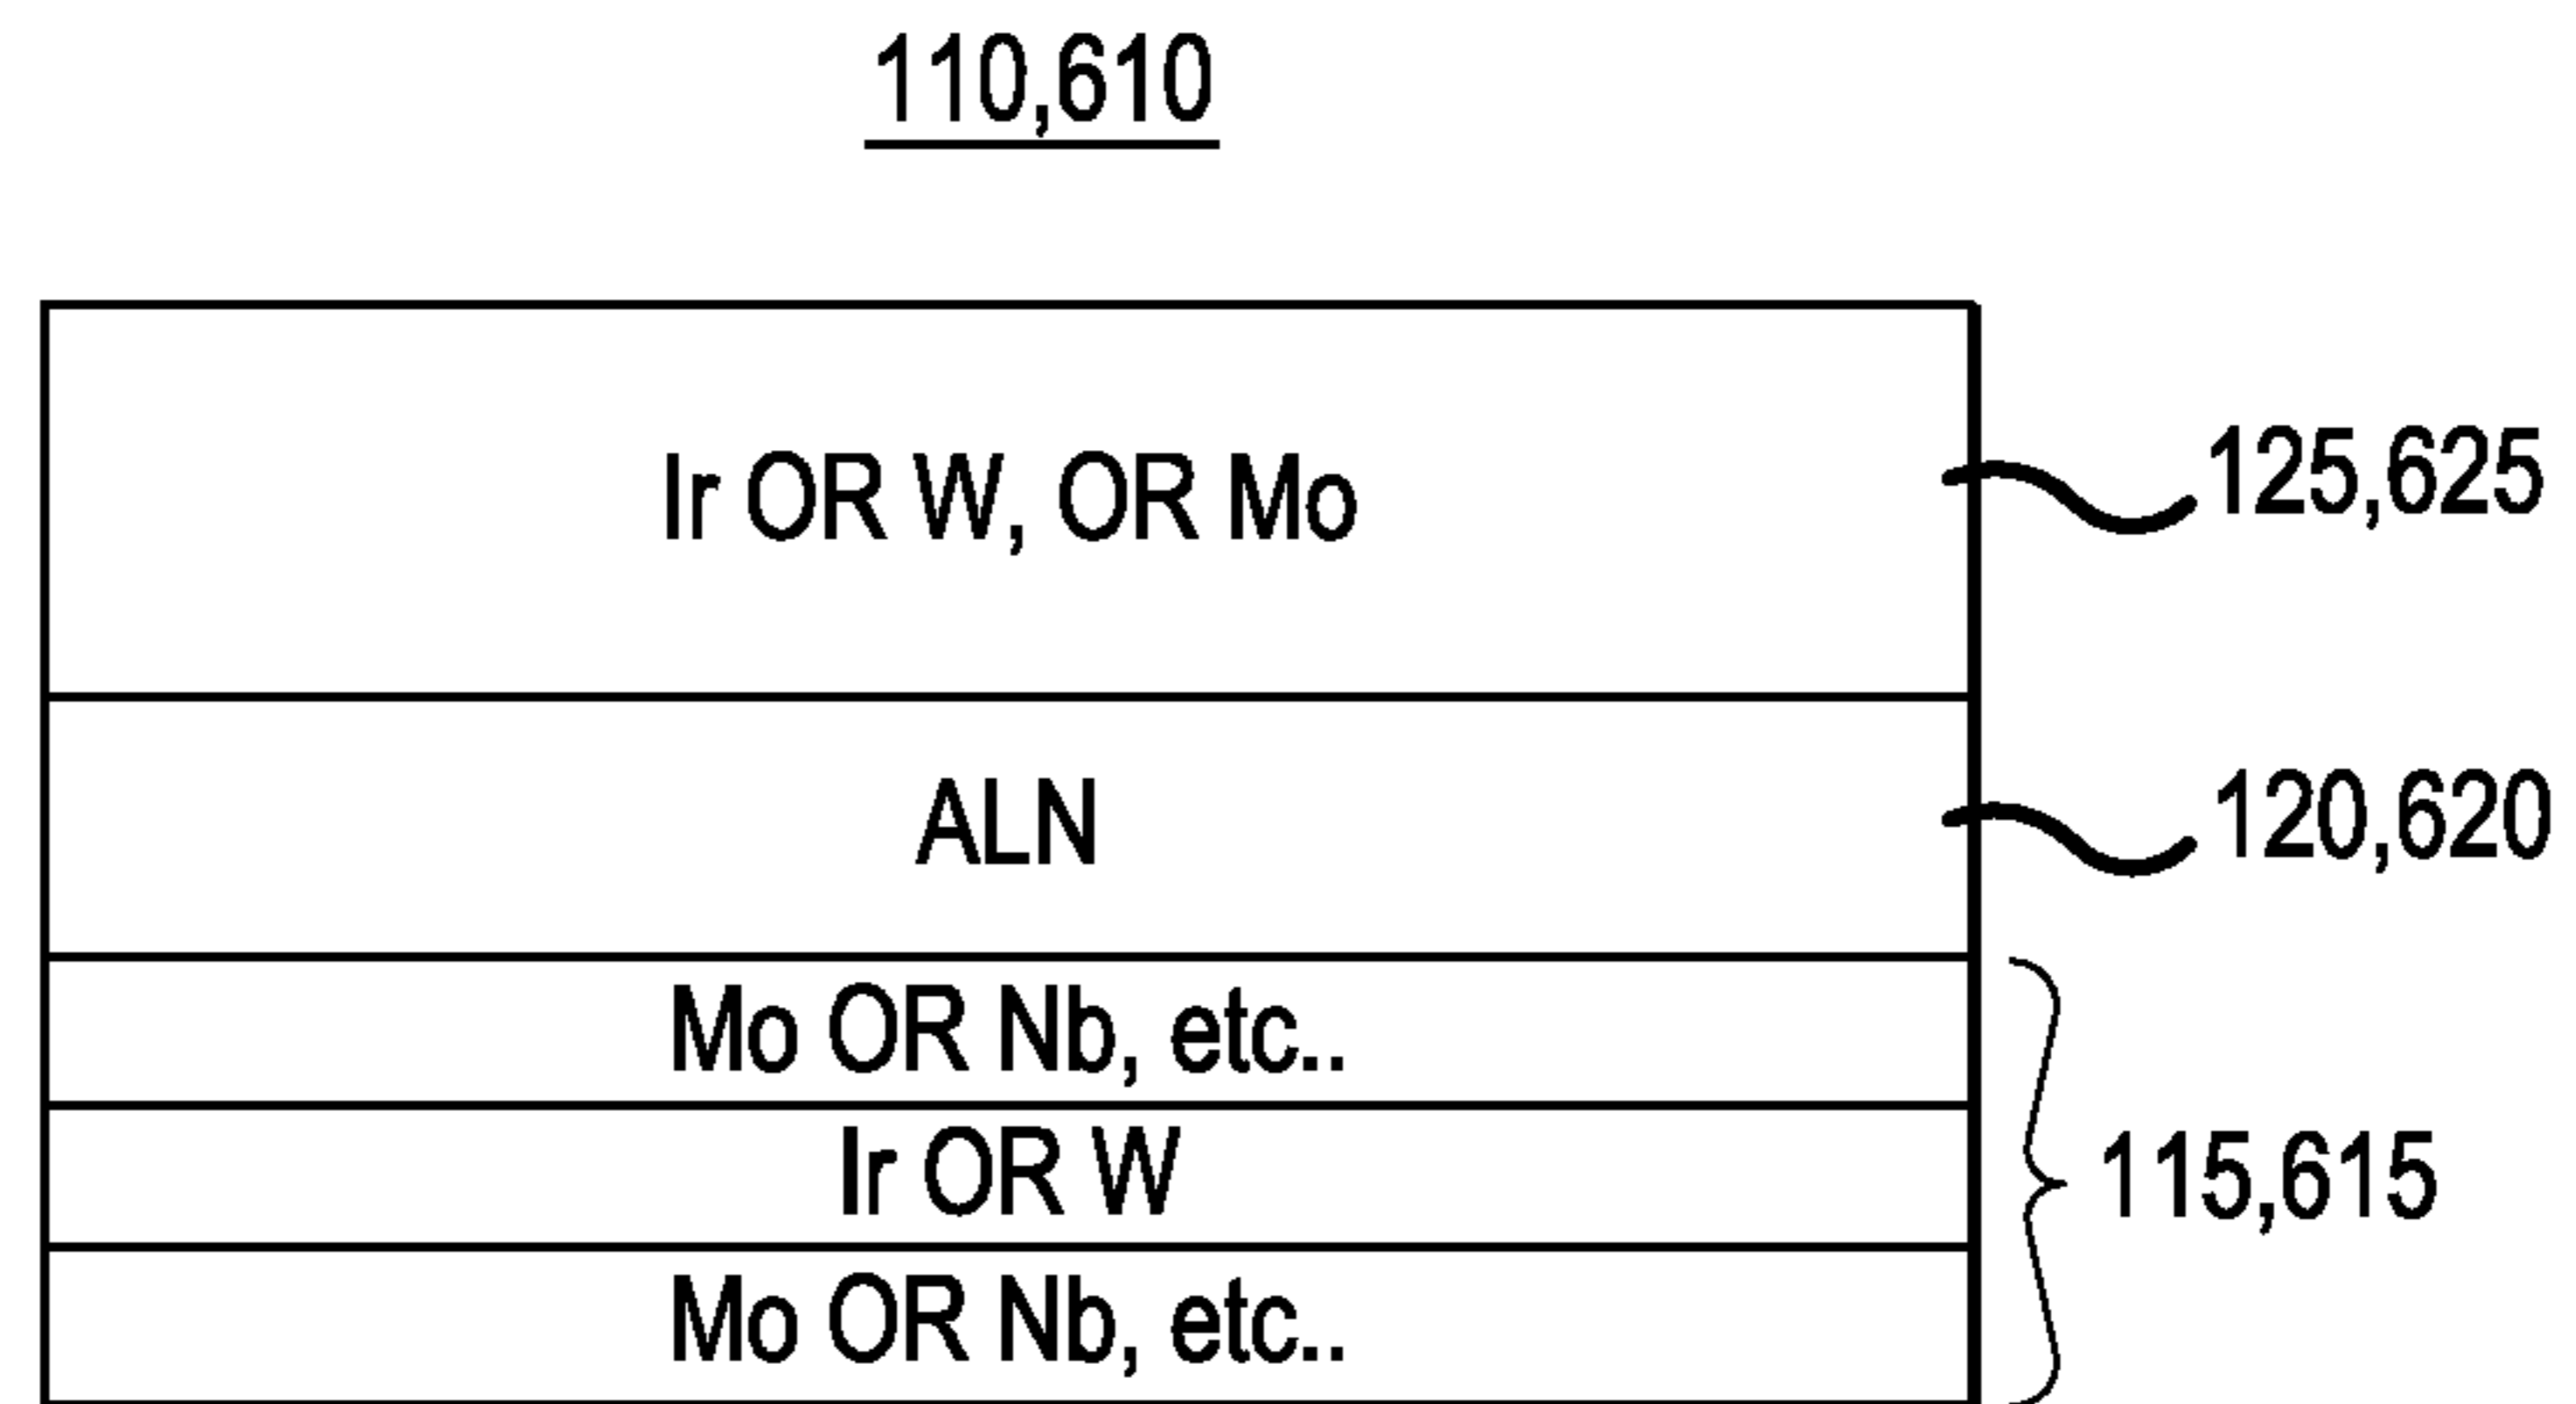 110,610
Ir OR W, OR Mo
125,625
ALN
120,620
Mo OR Nb, etc..
Ir OR W
115,615
Mo OR Nb, etc..